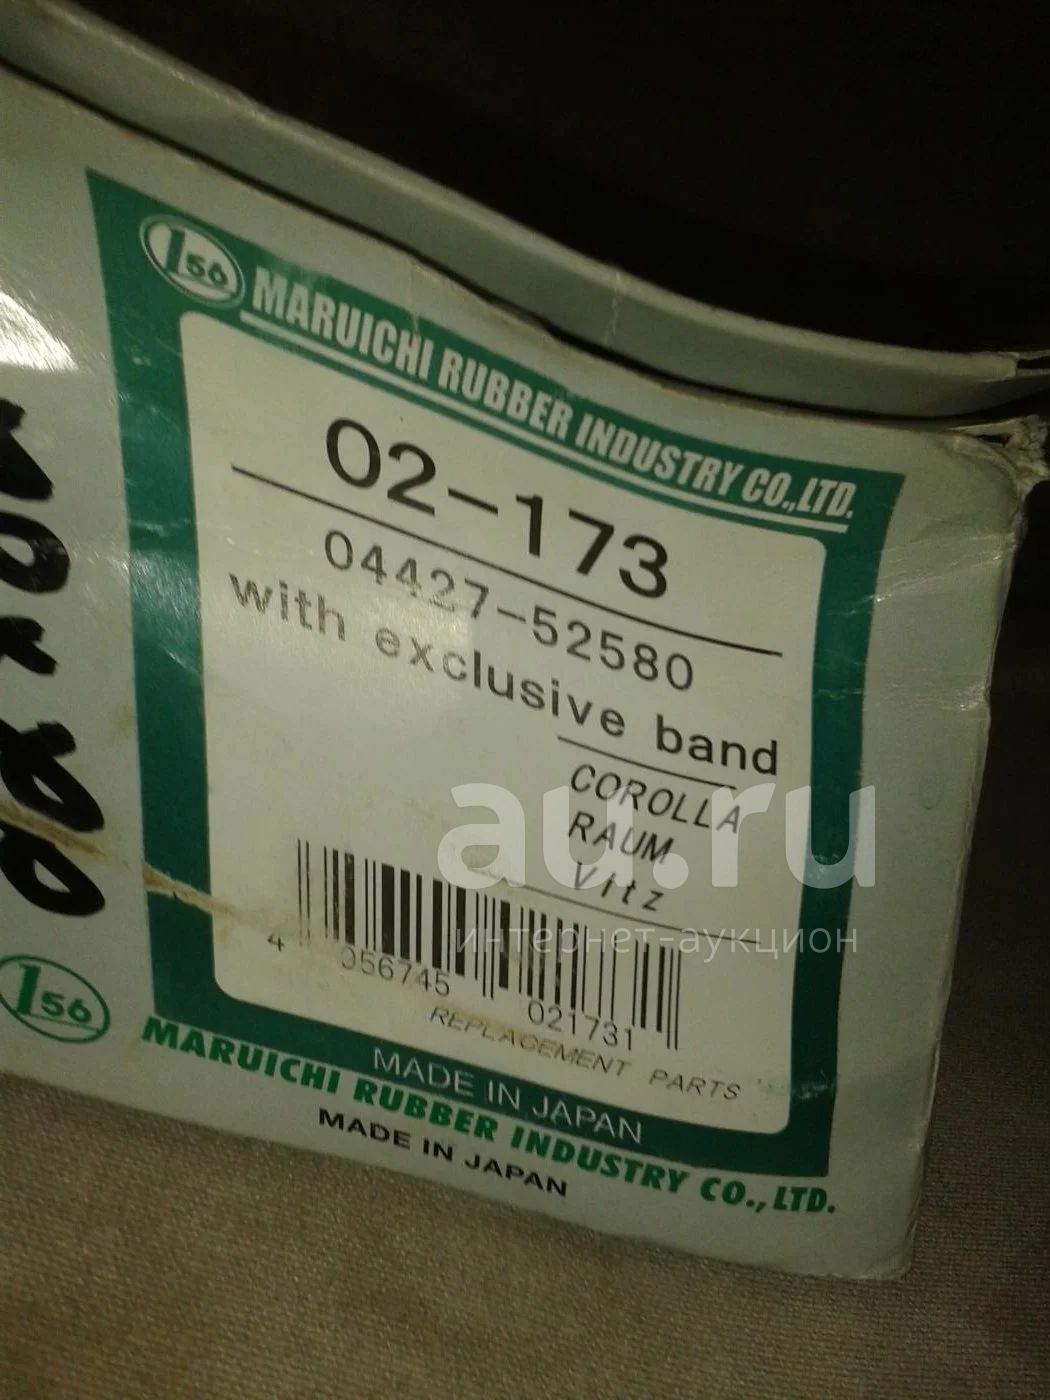 156
MARUICHI RUBBER INDUSTRY CO.,LTD.
02-173
04427-52580
with exclusive band
COROLLA
RAUM
Vitz
au.ru
интернет-аукцион
4 056745 021731
REPLACEMENT PARTS
MADE IN JAPAN
156
MARUICHI RUBBER INDUSTRY CO.,LTD.
MADE IN JAPAN